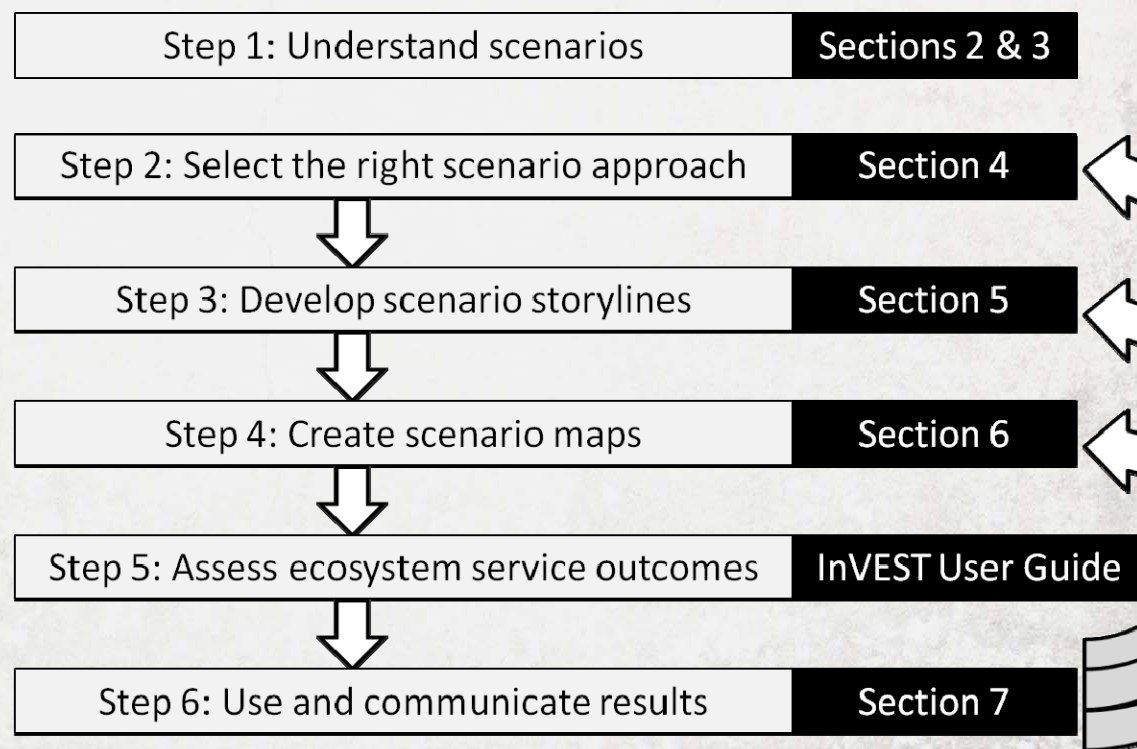 Step 1: Understand scenarios Sections 2 & 3
Step 2: Select the right scenario approach Section 4
Step 3: Develop scenario storylines Section 5
Step 4: Create scenario maps Section 6
Step 5: Assess ecosystem service outcomes InVEST User Guide
Step 6: Use and communicate results Section 7